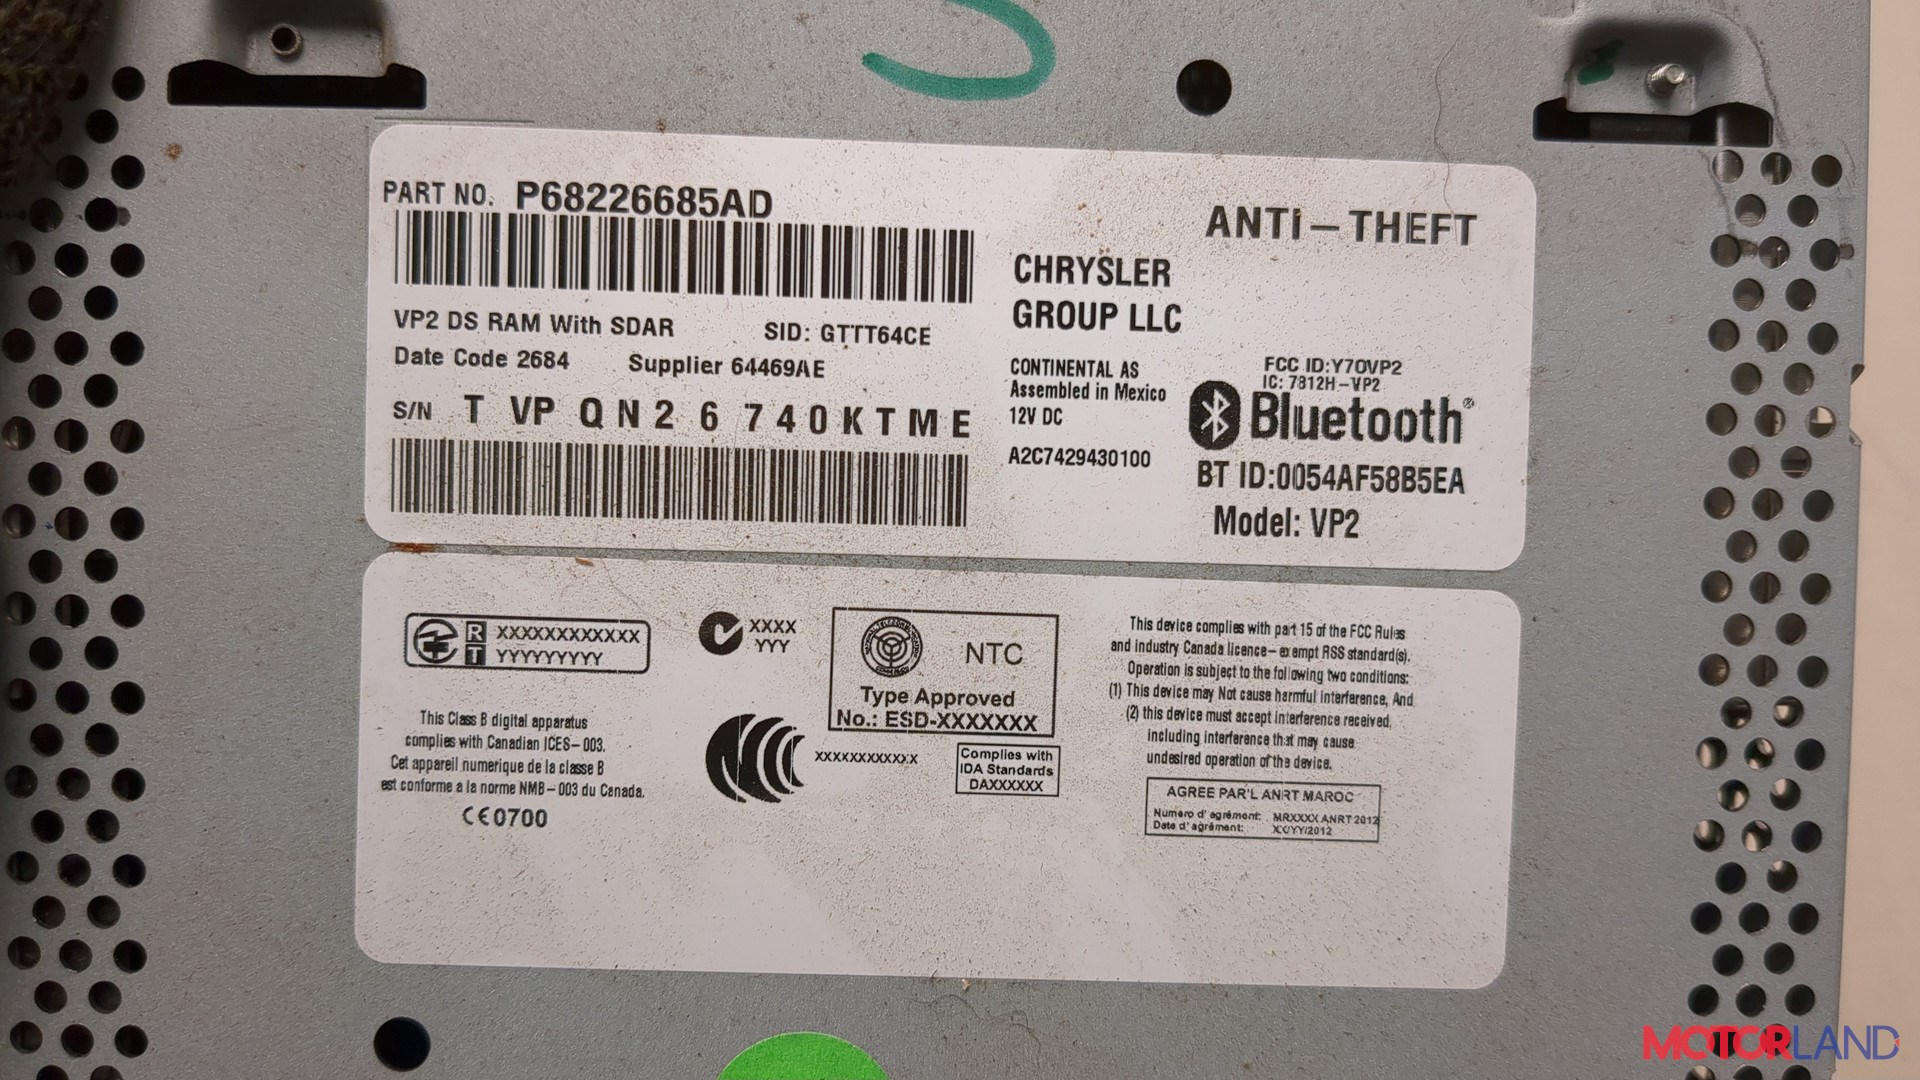 PART NO. P68226685AD
VP2 DS RAM With SDAR SID: GTTT64CE
Date Code 2684 Supplier 64469AE
S/N T VP QN2 6 740KTME
ANTI-THEFT
CHRYSLER
GROUP LLC
CONTINENTAL AS
Assembled in Mexico
12V DC
A2C7429430100
FCC ID:Y7OVP2
IC: 7812H-VP2
Bluetooth®
BT ID:0054AF58B5EA
Model: VP2
R XXXXXXXXXXXX
T YYYYYYYYY
This Class B digital apparatus
complies with Canadian ICES-003.
Cet appareil numerique de la classe B
est conforme a la norme NMB-003 du Canada.
CE0700
XXXX
YYY
NTC
Type Approved
No.: ESD-XXXXXXX
XXXXXXXXXXX
Complies with
IDA Standards
DAXXXXXX
This device complies with part 15 of the FCC Rules
and industry Canada licence-exempt RSS standard(s).
Operation is subject to the following two conditions:
(1) This device may Not cause harmful interference, And
(2) this device must accept interference received,
including interference that may cause
undesired operation of the device.
AGREE PAR'L ANRT MAROC
Numero d'agrément: MRXXXX ANRT 2012
Date d'agrément: XX/YY/2012
MOTORLAND